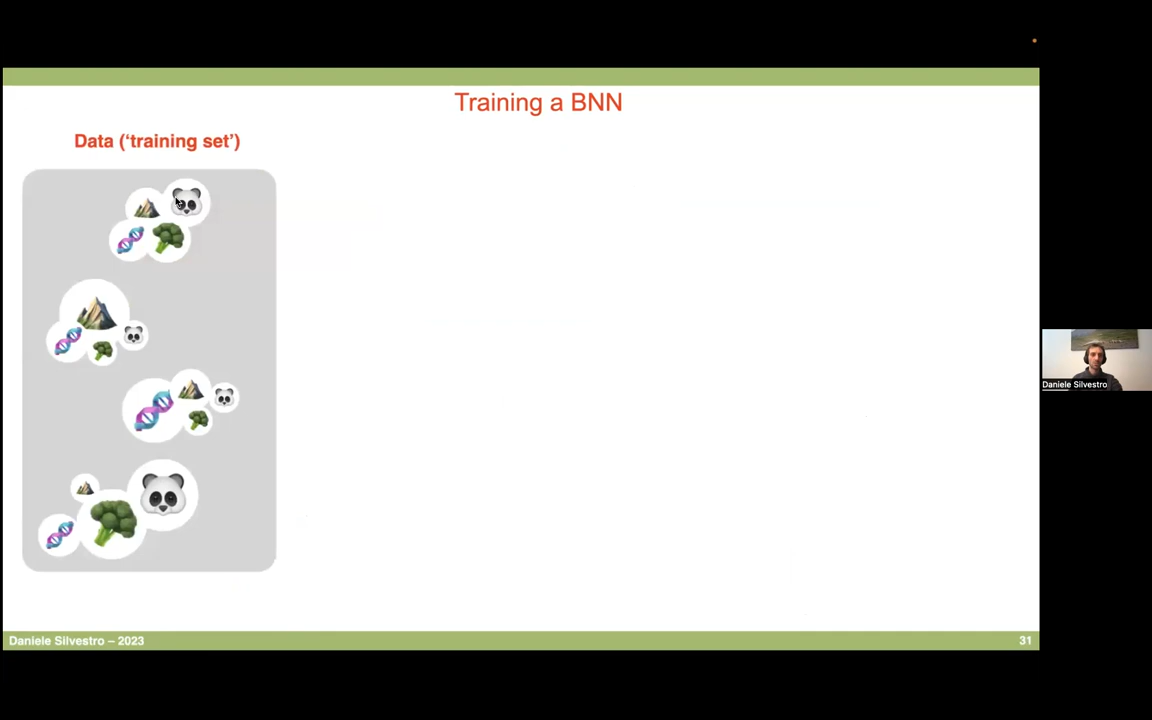 Training a BNN
Data (‘training set’)
Daniele Silvestro
Daniele Silvestro – 2023
31